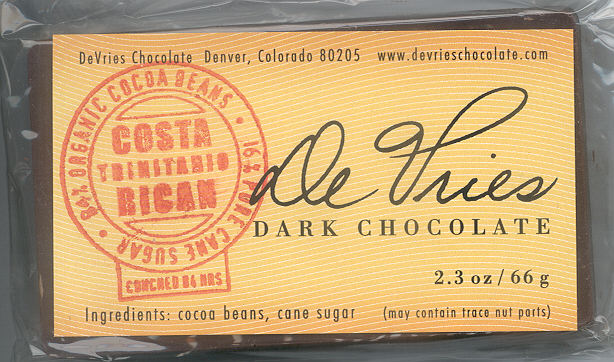 DeVries Chocolate Denver, Colorado 80205 www.devrieschocolate.com
84% ORGANIC COCOA BEANS • 16% PURE CANE SUGAR •
COSTA
TRINITARIO
RICAN
CONCHED 84 HRS
De Vries
DARK CHOCOLATE
2.3 oz / 66 g
Ingredients: cocoa beans, cane sugar (may contain trace nut parts)